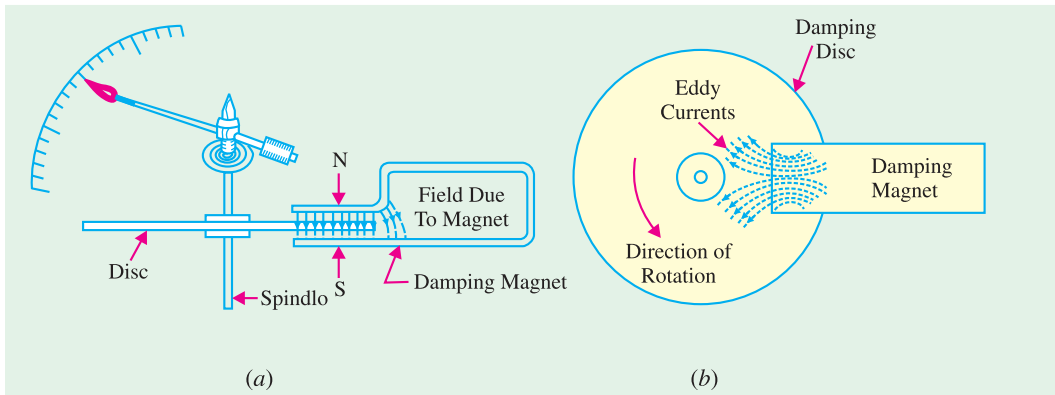 N
Field Due
To Magnet
Disc
Spindlo
S
Damping Magnet
(a)
Damping
Disc
Eddy
Currents
Damping
Magnet
Direction of
Rotation
(b)